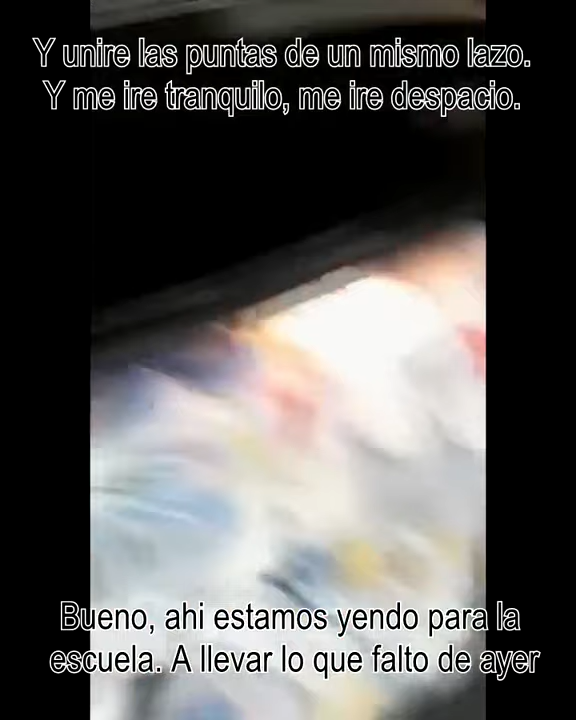 Y unire las puntas de un mismo lazo.
Y me ire tranquilo, me ire despacio.
Bueno, ahi estamos yendo para la
escuela. A llevar lo que falto de ayer